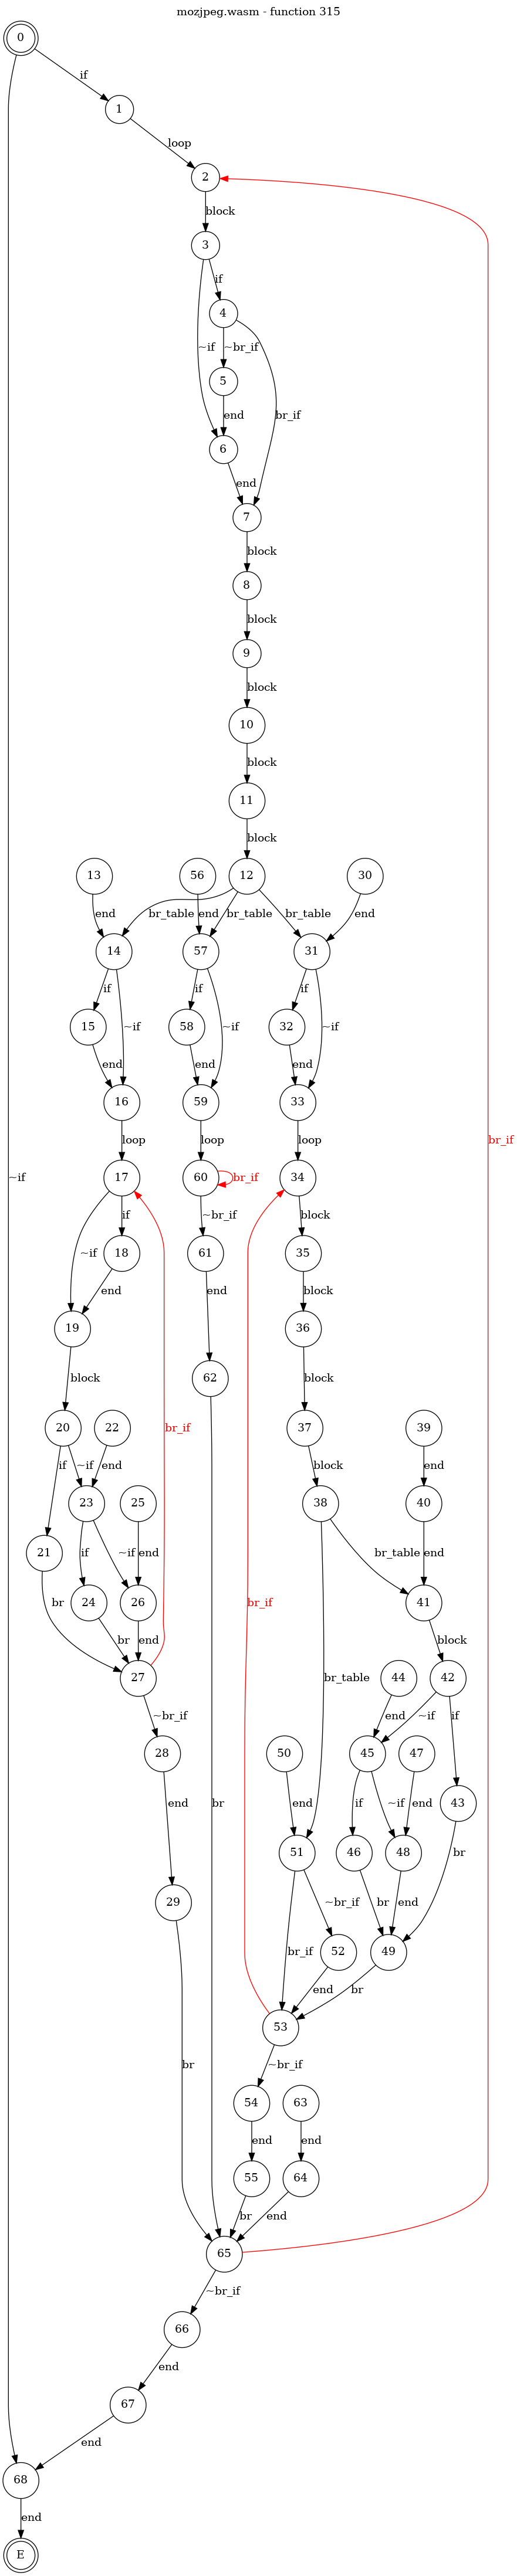 mozjpeg.wasm - function 315
0
if
1
loop
2
block
3
if
4
~if
~br_if
5
br_if
end
6
end
7
block
8
block
9
block
10
block
11
block
13
56
12
30
end
br_table
end
br_table
br_table
end
14
57
31
if
~if
if
~if
if
~if
15
58
32
end
end
end
16
59
33
loop
loop
loop
br_if
~if
17
60
br_if
34
~if
if
~br_if
block
18
61
35
end
end
block
19
62
36
block
block
20
22
br_if
37
39
if
~if
end
block
end
23
25
38
40
21
if
~if
end
br_table
end
24
26
br_if
41
br
br
end
block
27
br_table
44
42
~br_if
end
~if
if
28
50
45
47
43
end
br
end
if
~if
end
br
51
46
48
29
br_if
~br_if
br
end
52
49
br
end
br
53
~br_if
54
63
end
end
55
64
br
end
65
~br_if
66
end
67
end
68
end
E